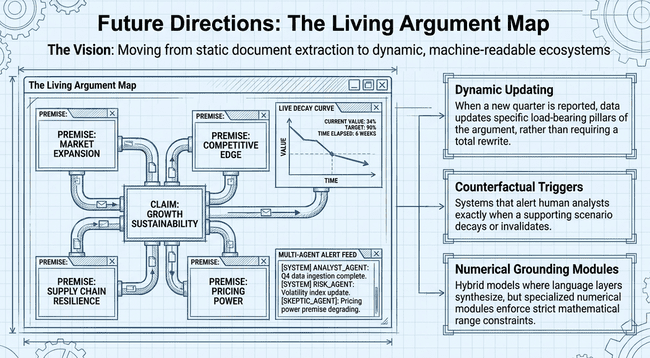 Future Directions: The Living Argument Map
The Vision: Moving from static document extraction to dynamic, machine-readable ecosystems
The Living Argument Map
PREMISE:
PREMISE:
MARKET
EXPANSION
PREMISE:
PREMISE:
COMPETITIVE
EDGE
LIVE DECAY CURVE
CURRENT VALUE: 34%
TARGET: 90%
TIME ELAPSED: 6 WEEKS
VALUE
TIME
CLAIM:
GROWTH
SUSTAINABILITY
PREMISE:
PREMISE:
SUPPLY CHAIN
RESILIENCE
PREMISE:
PREMISE:
PRICING
POWER
MULTI-AGENT ALERT FEED
[SYSTEM] ANALYST_AGENT:
Q4 data ingestion complete.
[SYSTEM] RISK_AGENT:
Volatility index update.
[SKEPTIC_AGENT]: Pricing
power premise degrading.
Dynamic Updating
When a new quarter is reported, data
updates specific load-bearing pillars of
the argument, rather than requiring a
total rewrite.
Counterfactual Triggers
Systems that alert human analysts
exactly when a supporting scenario
decays or invalidates.
Numerical Grounding Modules
Hybrid models where language layers
synthesize, but specialized numerical
modules enforce strict mathematical
range constraints.